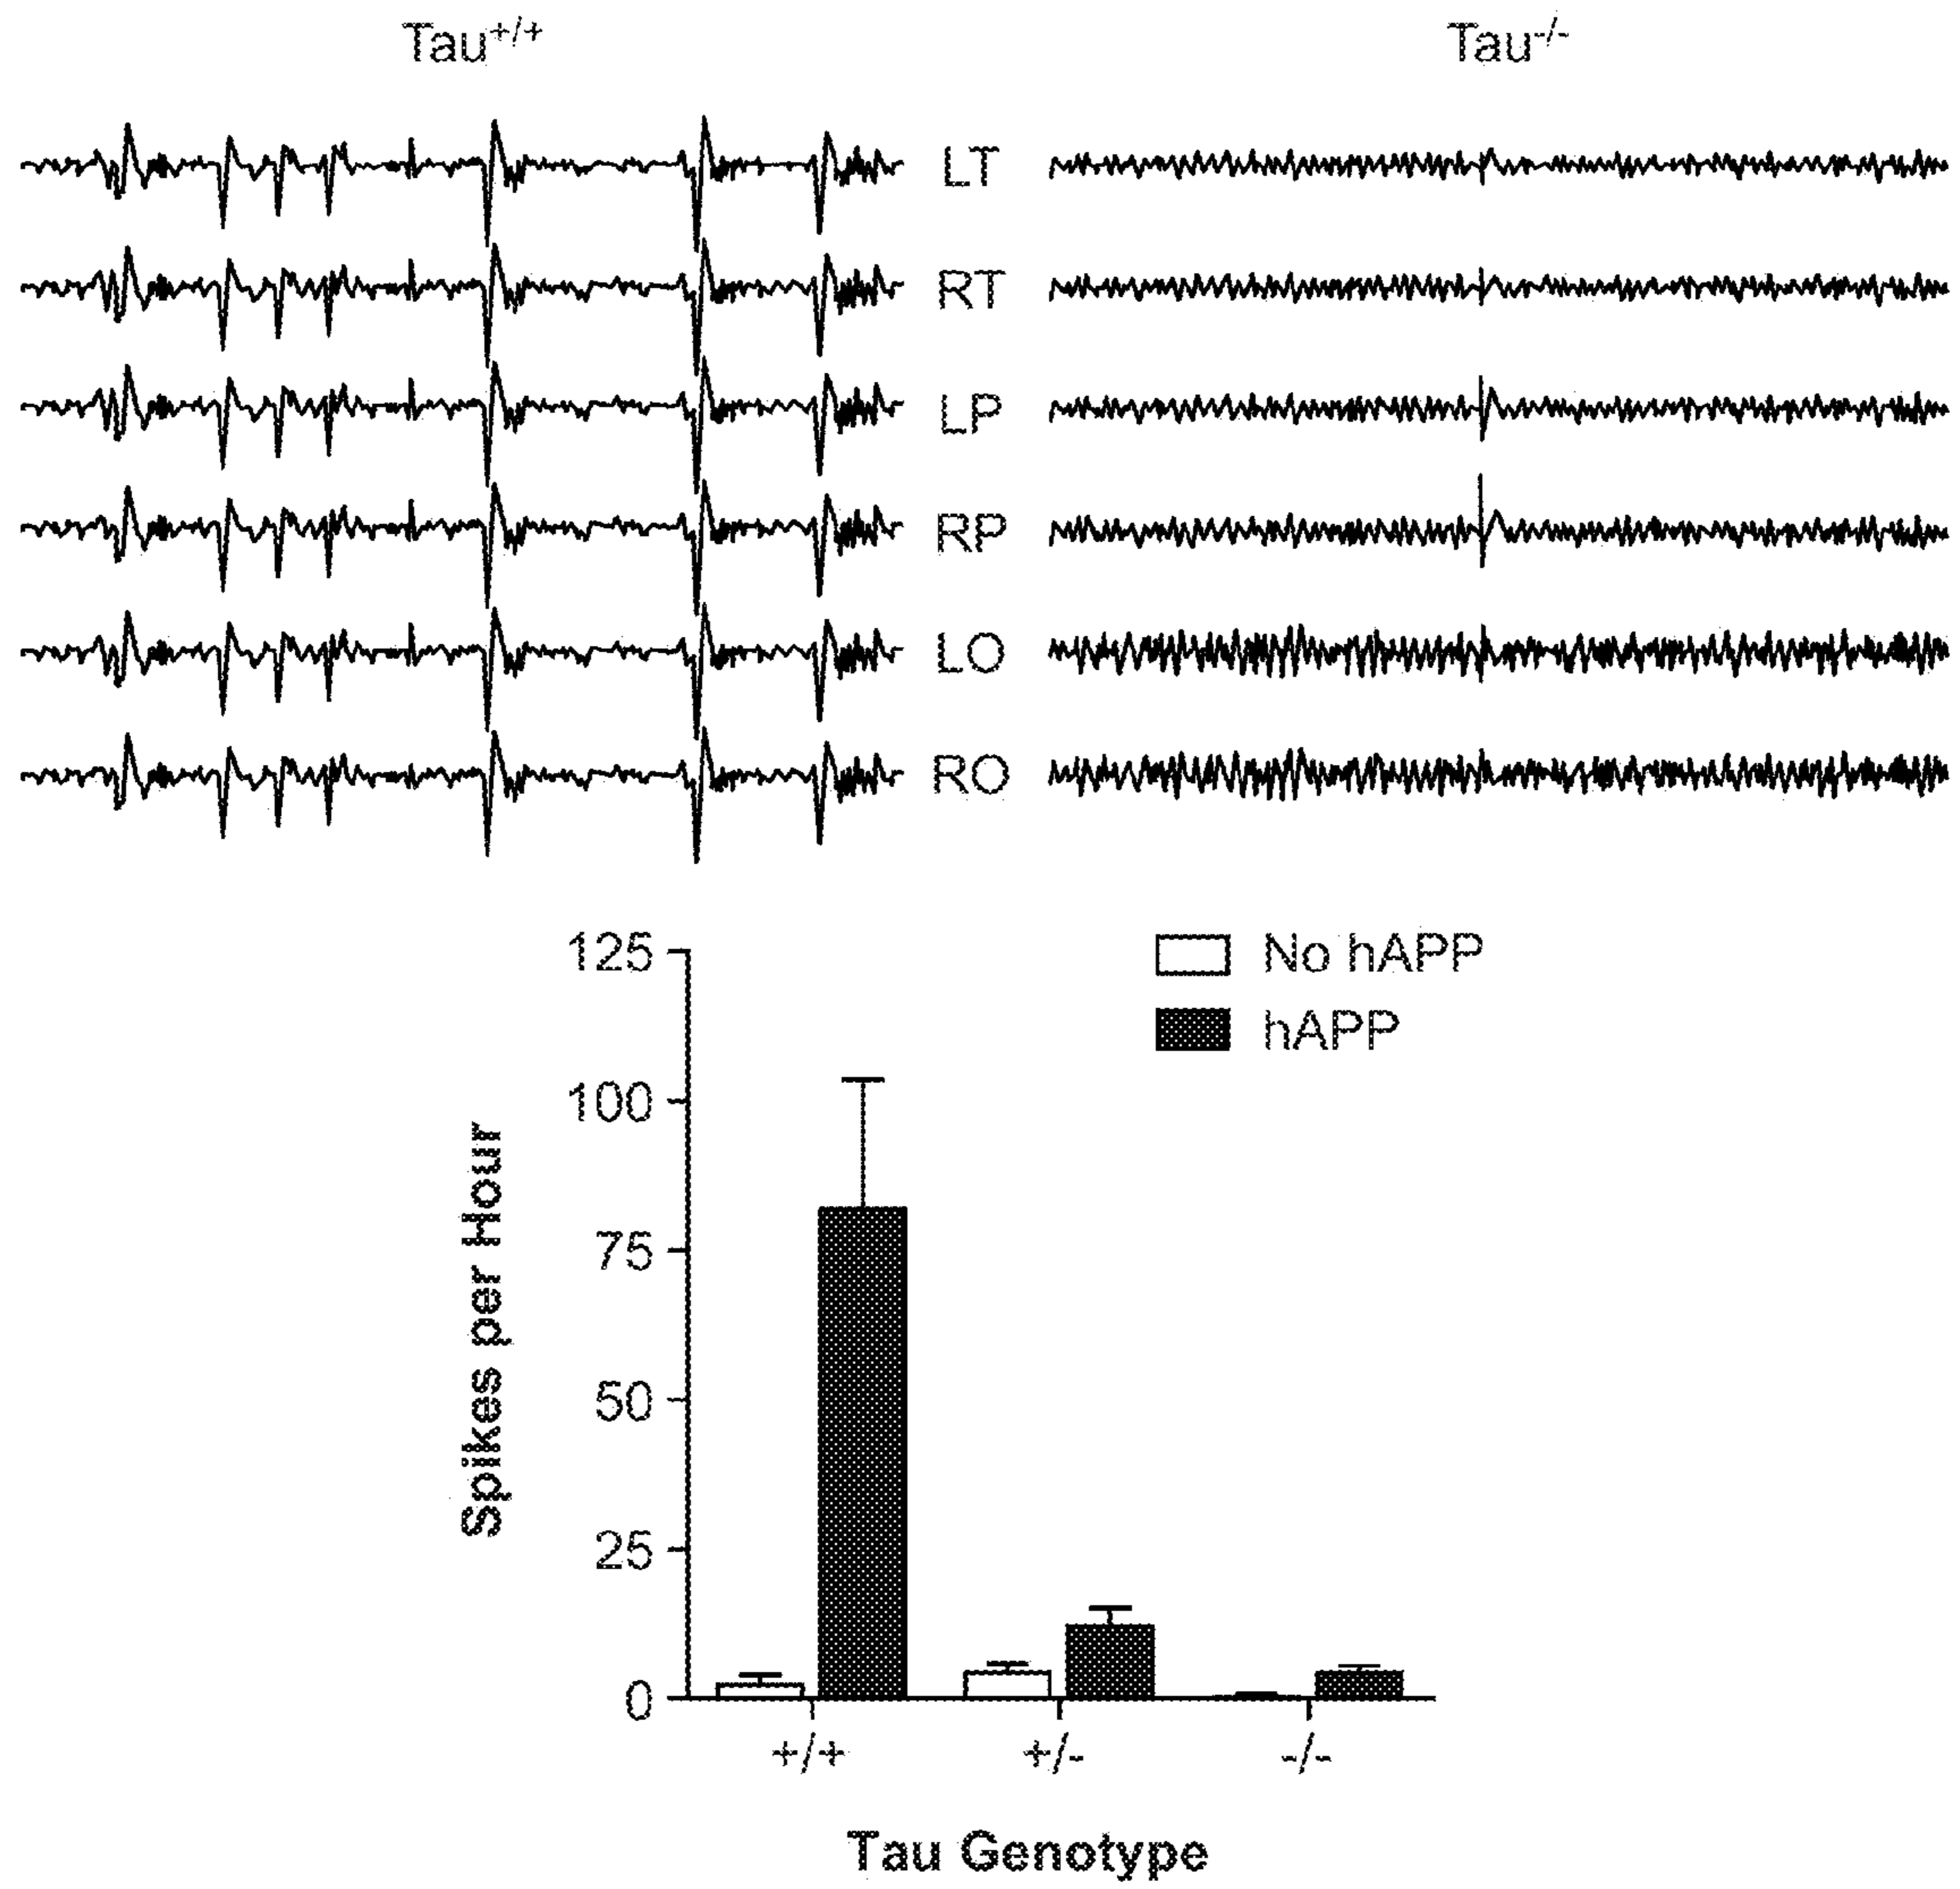 Tau+/+ Tau-/-
LT
RT
LP
RP
LO
RO
No hAPP
hAPP
125
100
75
50
25
0
Spikes per Hour
+/+ +/- -/-
Tau Genotype